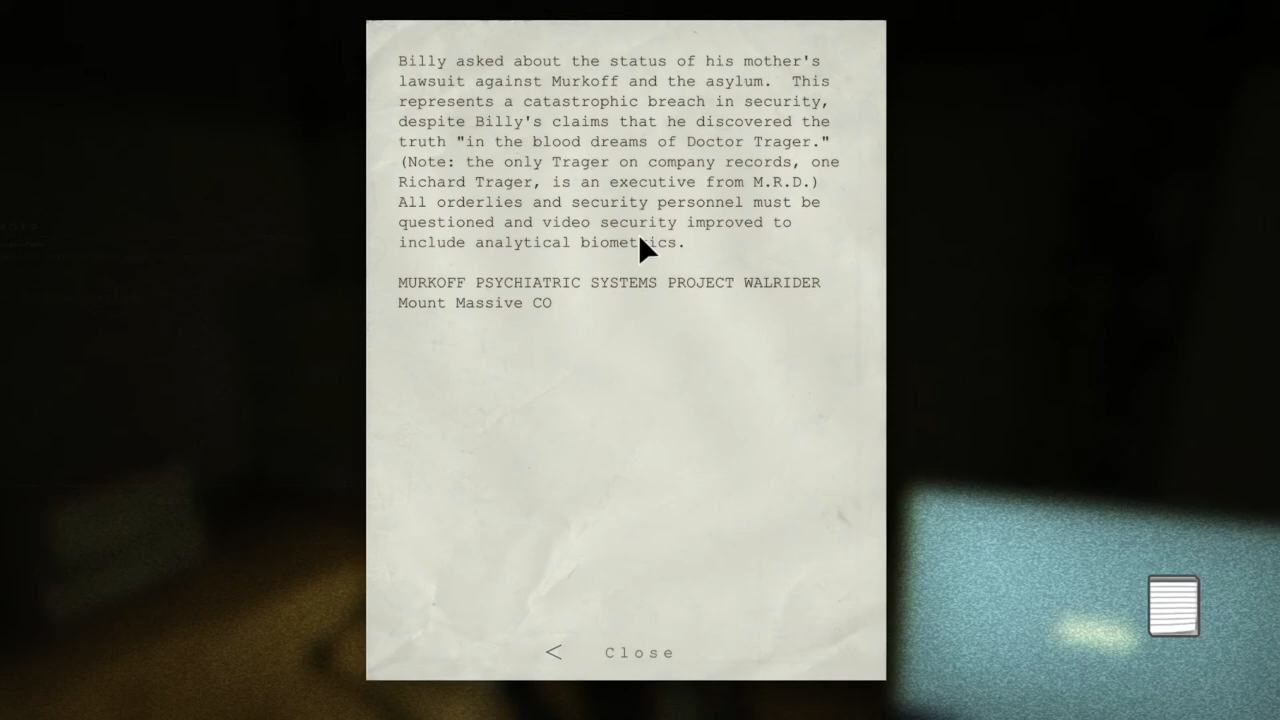 Billy asked about the status of his mother's
lawsuit against Murkoff and the asylum.  This
represents a catastrophic breach in security,
despite Billy's claims that he discovered the
truth "in the blood dreams of Doctor Trager."
(Note: the only Trager on company records, one
Richard Trager, is an executive from M.R.D.)
All orderlies and security personnel must be
questioned and video security improved to
include analytical biometrics.
MURKOFF PSYCHIATRIC SYSTEMS PROJECT WALRIDER
Mount Massive CO
< Close